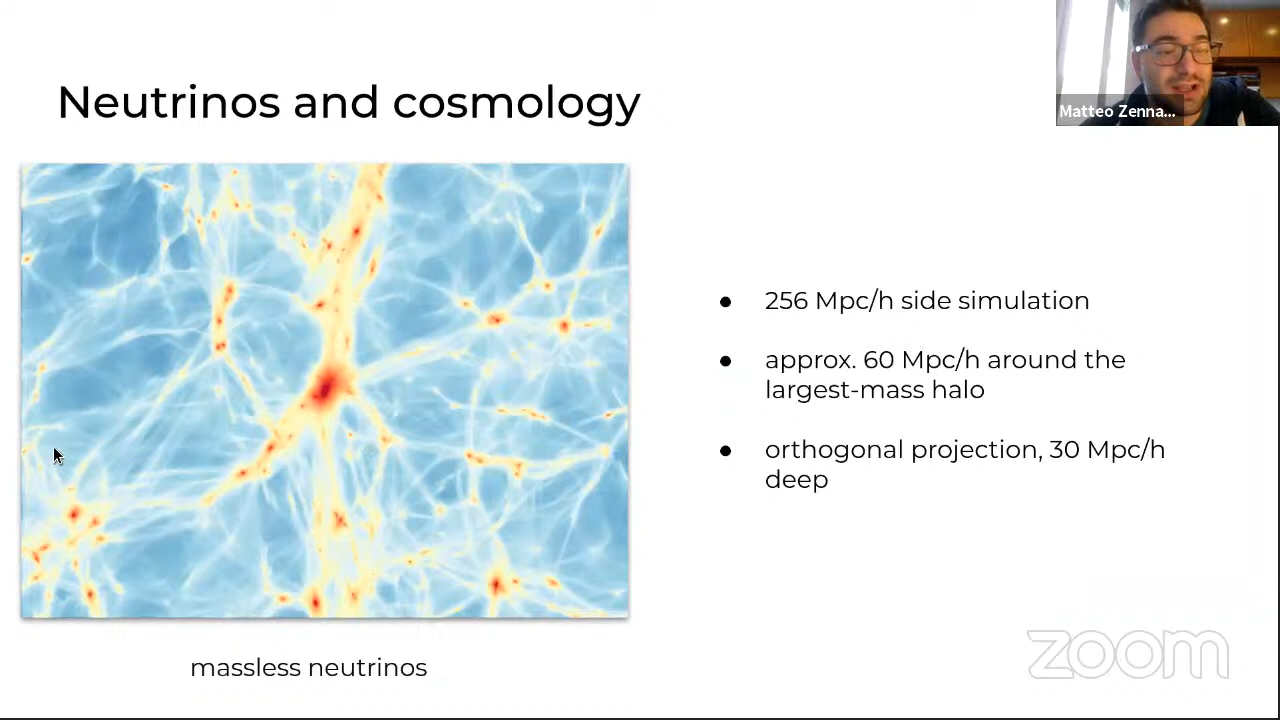 Neutrinos and cosmology
Matteo Zenna...
● 256 Mpc/h side simulation
● approx. 60 Mpc/h around the
largest-mass halo
● orthogonal projection, 30 Mpc/h
deep
massless neutrinos
zoom